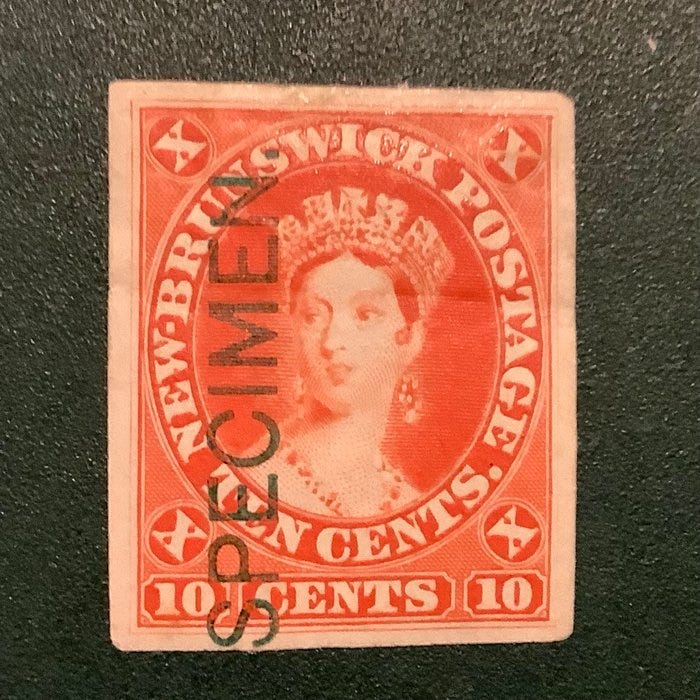 X X
NEW-BRUNSWICK POSTAGE.
TEN CENTS.
X X
10 CENTS 10
SPECIMEN.